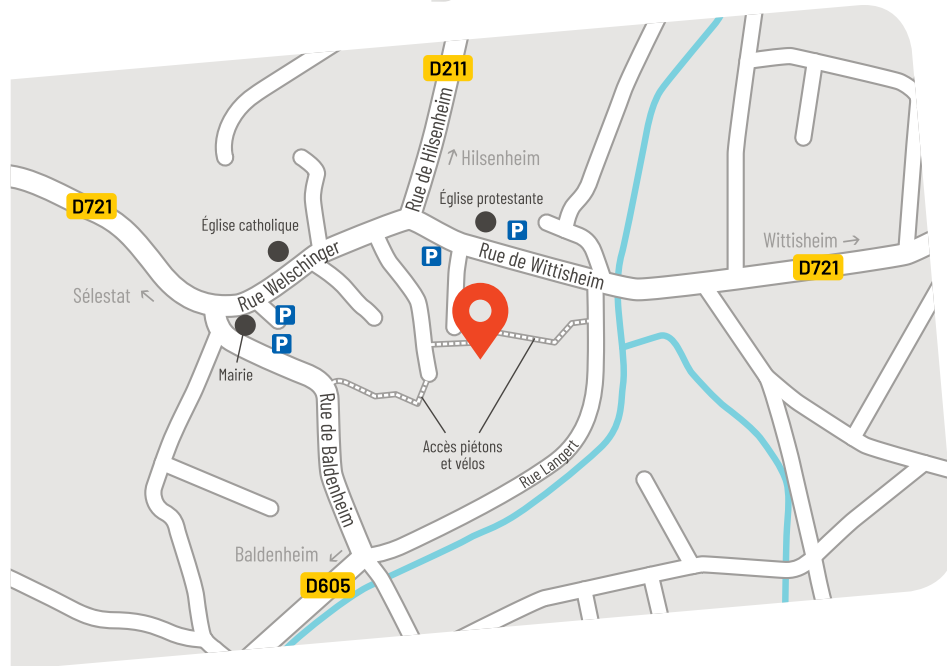 D211
Rue de Hilsenheim
Hilsenheim
D721
Église protestante
P
Église catholique
P
Rue de Wittisheim
Wittisheim
D721
Rue Welschinger
Sélestat
P
P
Mairie
Accès piétons
et vélos
Rue de Baldenheim
Rue Langert
Baldenheim
D605